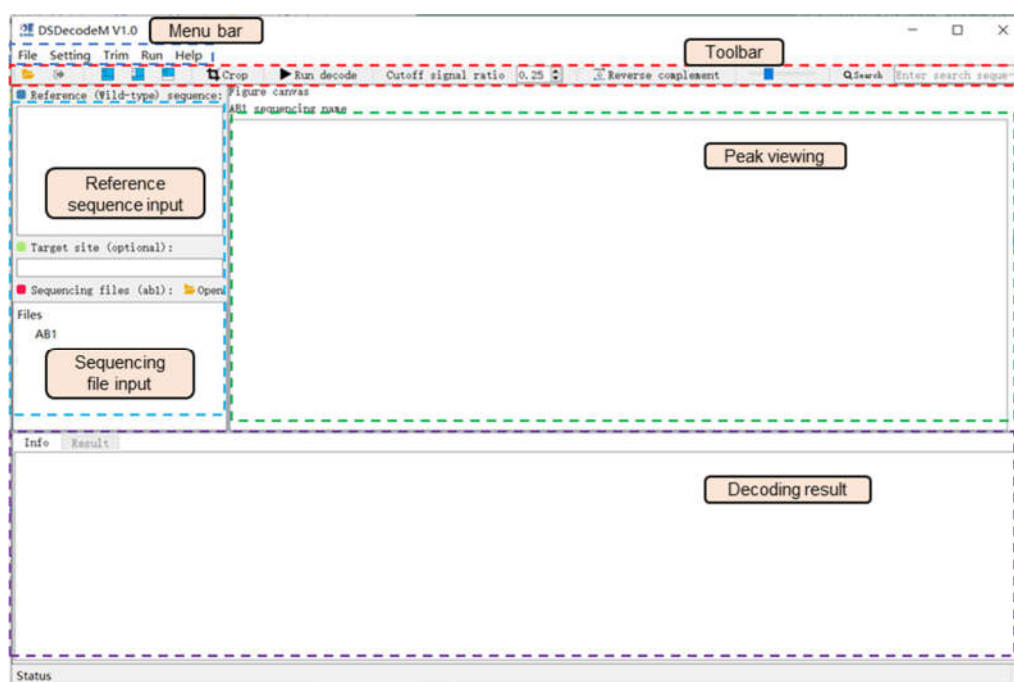 DSDecodeM V1.0
Menu bar
File Setting Trim Run Help
Toolbar
Crop Run decode Cutoff signal ratio 0.25 Reverse complement Search Enter search seque
Reference (Wild-type) sequence:
Figure canvas
AB1 sequencing name
Peak viewing
Reference
sequence input
Target site (optional):
Sequencing files (ab1): Open
Files
AB1
Sequencing
file input
Info Result
Decoding result
Status